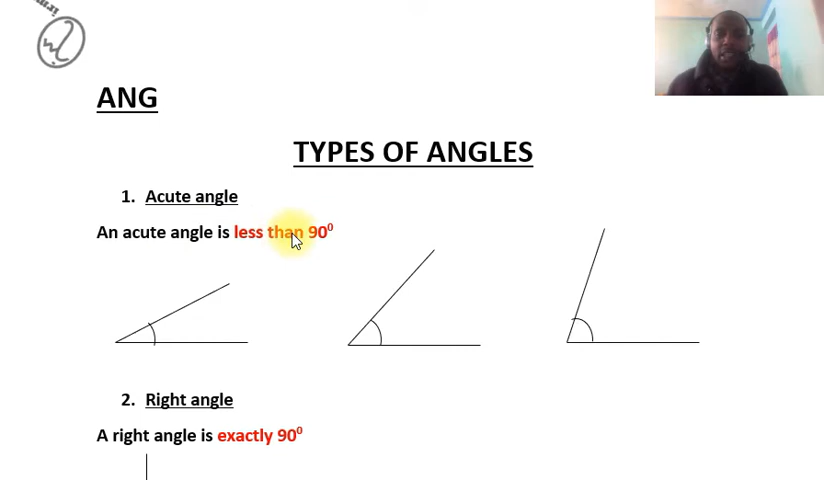 ANG
TYPES OF ANGLES
1. Acute angle
An acute angle is less than 90⁰
2. Right angle
A right angle is exactly 90⁰